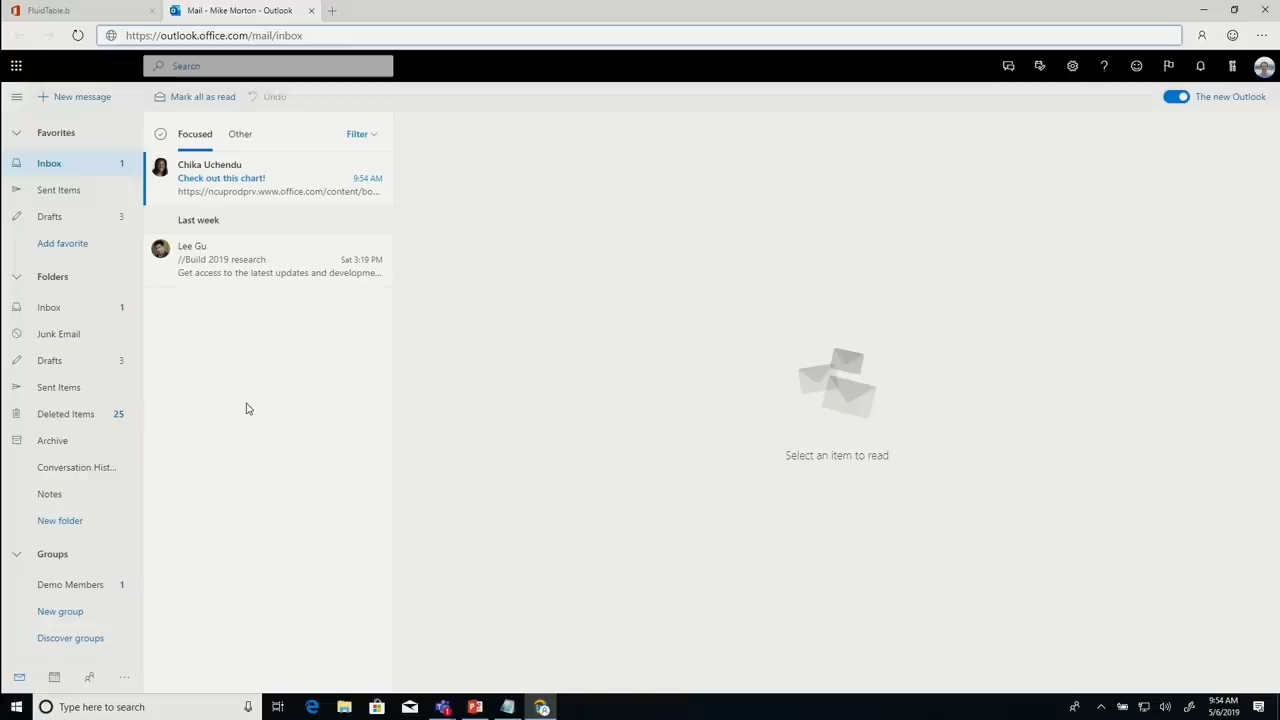 FluidTable.b
Mail - Mike Morton - Outlook
https://outlook.office.com/mail/inbox
Search
New message
Mark all as read
Undo
The new Outlook
Favorites
Inbox 1
Sent Items
Drafts 3
Add favorite
Folders
Inbox 1
Junk Email
Drafts 3
Sent Items
Deleted Items 25
Archive
Conversation Hist...
Notes
New folder
Groups
Demo Members 1
New group
Discover groups
Focused
Other
Filter
Chika Uchendu
Check out this chart! 9:54 AM
https://ncuprodprv.www.office.com/content/bo...
Last week
Lee Gu
//Build 2019 research Sat 3:19 PM
Get access to the latest updates and developme...
Select an item to read
Type here to search
9:54 AM
5/6/2019